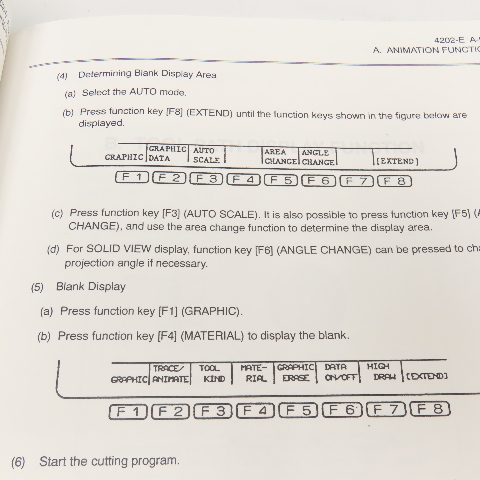 4202-E A-
A. ANIMATION FUNCTIO
(4) Determining Blank Display Area
(a) Select the AUTO mode.
(b) Press function key [F8] (EXTEND) until the function keys shown in the figure below are
displayed.
GRAPHIC AUTO AREA ANGLE
GRAPHIC DATA SCALE CHANGE CHANGE [EXTEND]
F 1 F 2 F 3 F 4 F 5 F 6 F 7 F 8
(c) Press function key [F3] (AUTO SCALE). It is also possible to press function key [F5] (A
CHANGE), and use the area change function to determine the display area.
(d) For SOLID VIEW display, function key [F6] (ANGLE CHANGE) can be pressed to cha
projection angle if necessary.
(5) Blank Display
(a) Press function key [F1] (GRAPHIC).
(b) Press function key [F4] (MATERIAL) to display the blank.
TRACE/ TOOL MATE- GRAPHIC DATA HIGH
GRAPHIC ANIMATE KIND RIAL ERASE ON/OFF DRAW [EXTEND]
F 1 F 2 F 3 F 4 F 5 F 6 F 7 F 8
(6) Start the cutting program.